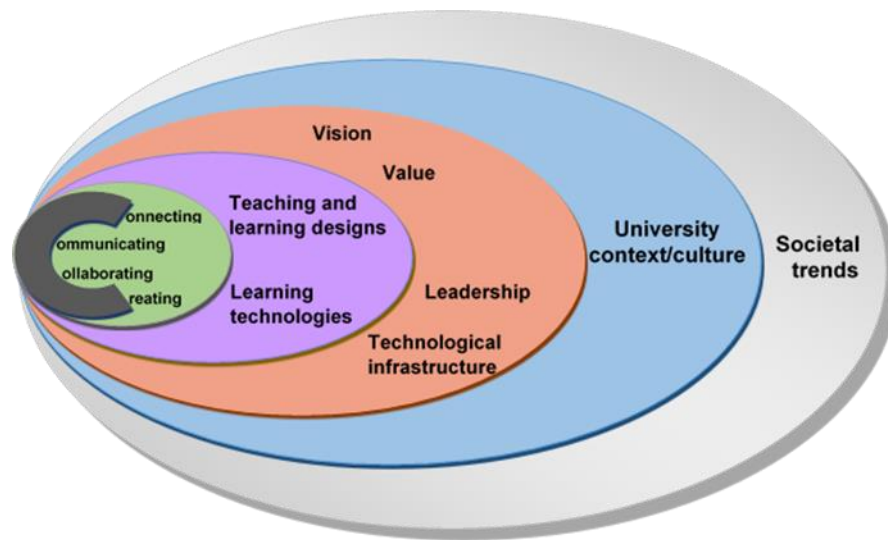 Vision
Value
Teaching and
learning designs
Connecting
ommunicating
ollaborating
reating
Learning
technologies
Leadership
Technological
infrastructure
University
context/culture
Societal
trends